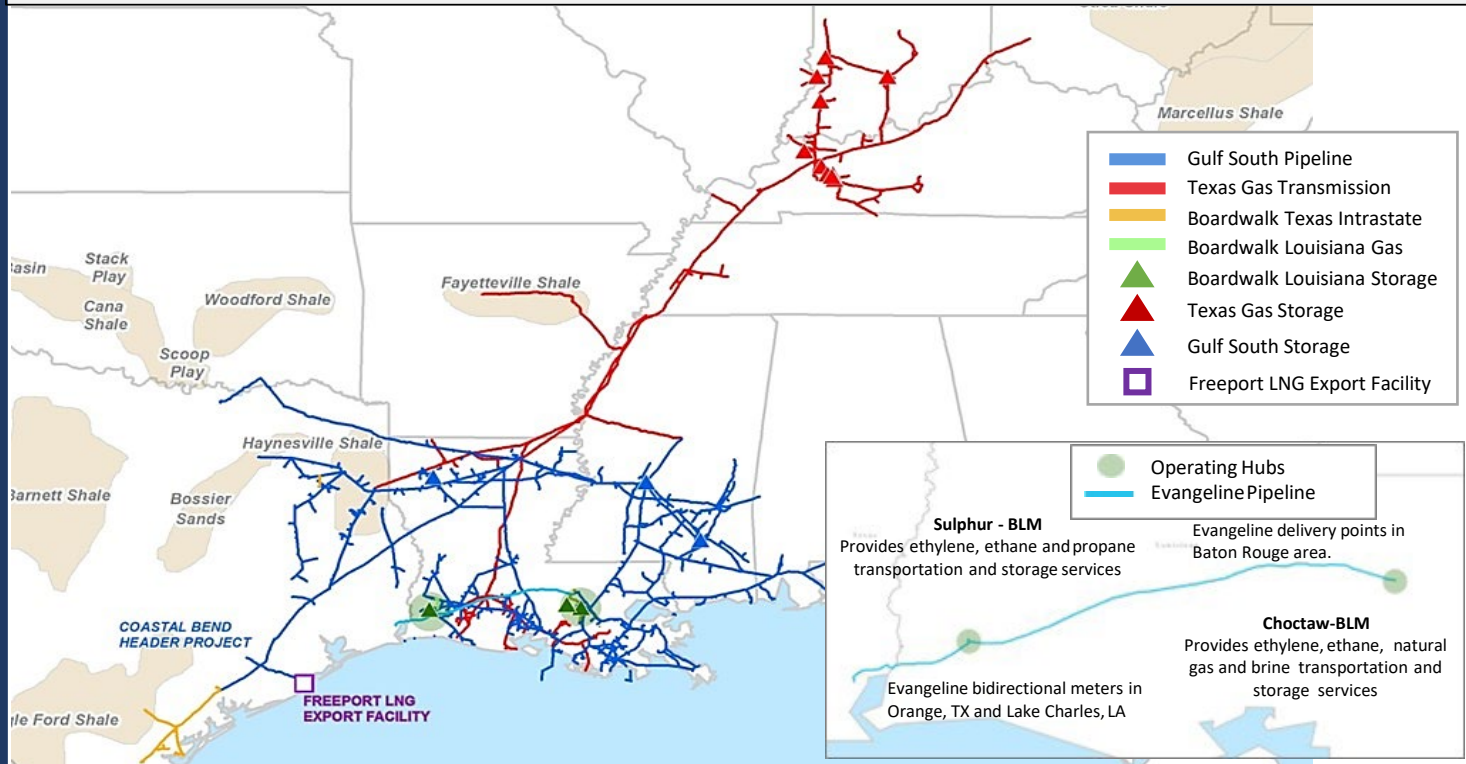 Marcellus Shale
Gulf South Pipeline
Texas Gas Transmission
Boardwalk Texas Intrastate
Boardwalk Louisiana Gas
Boardwalk Louisiana Storage
Texas Gas Storage
Gulf South Storage
Freeport LNG Export Facility
Basin
Stack
Play
Cana
Shale
Woodford Shale
Scoop
Play
Fayetteville Shale
Haynesville Shale
Barnett Shale
Bossier
Sands
COASTAL BEND
HEADER PROJECT
FREEPORT LNG
EXPORT FACILITY
gle Ford Shale
Operating Hubs
Evangeline Pipeline
Sulphur - BLM
Provides ethylene, ethane and propane
transportation and storage services
Evangeline delivery points in
Baton Rouge area.
Choctaw-BLM
Provides ethylene, ethane, natural
gas and brine transportation and
storage services
Evangeline bidirectional meters in
Orange, TX and Lake Charles, LA